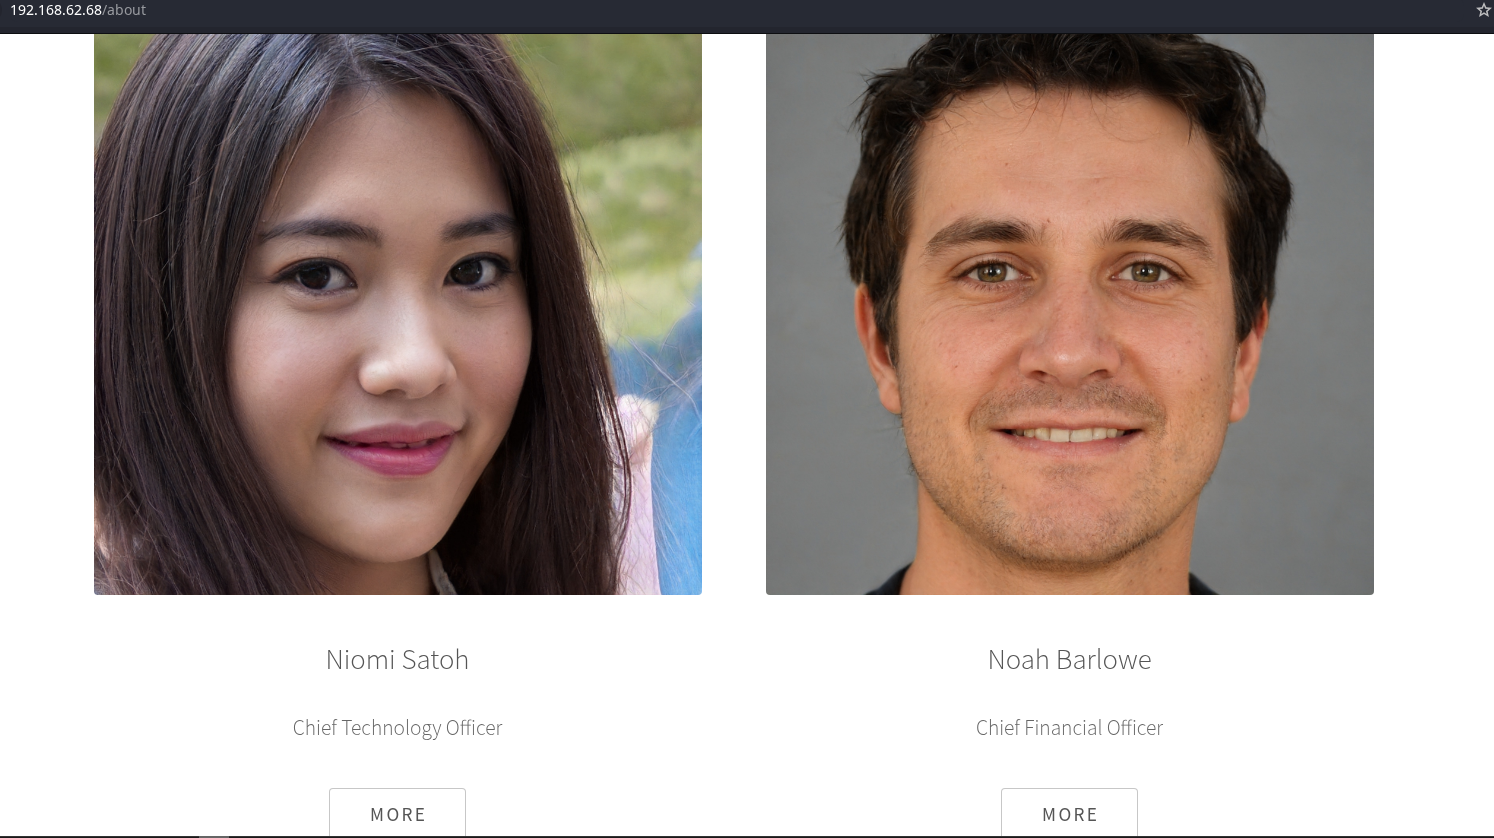 192.168.62.68/about
Niomi Satoh
Noah Barlowe
Chief Technology Officer
Chief Financial Officer
MORE
MORE